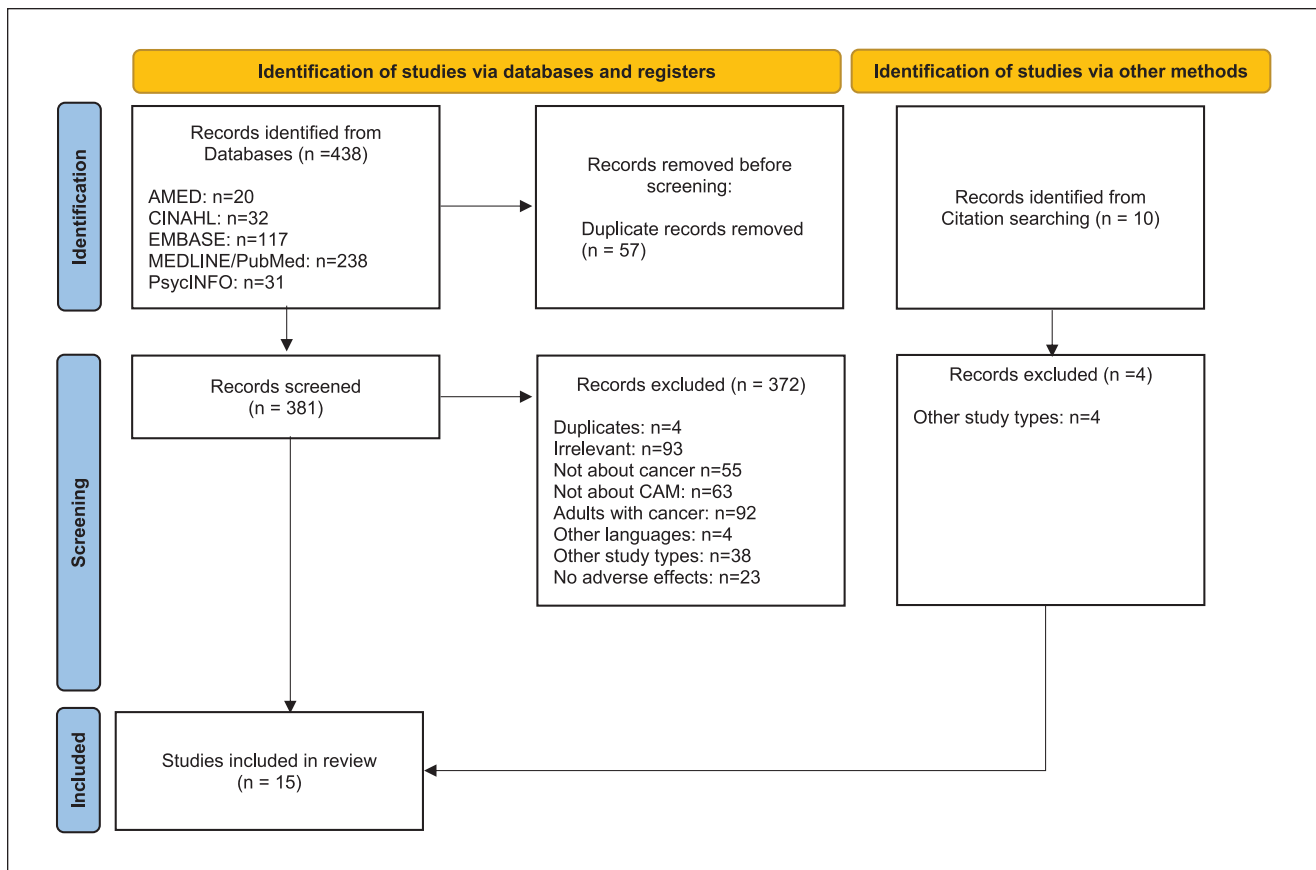 Identification of studies via databases and registers
Identification of studies via other methods
Identification
Records identified from
Databases (n =438)
AMED: n=20
CINAHL: n=32
EMBASE: n=117
MEDLINE/PubMed: n=238
PsycINFO: n=31
Records removed before
screening:
Duplicate records removed
(n = 57)
Records identified from
Citation searching (n = 10)
Screening
Records screened
(n = 381)
Records excluded (n = 372)
Duplicates: n=4
Irrelevant: n=93
Not about cancer n=55
Not about CAM: n=63
Adults with cancer: n=92
Other languages: n=4
Other study types: n=38
No adverse effects: n=23
Records excluded (n =4)
Other study types: n=4
Included
Studies included in review
(n = 15)